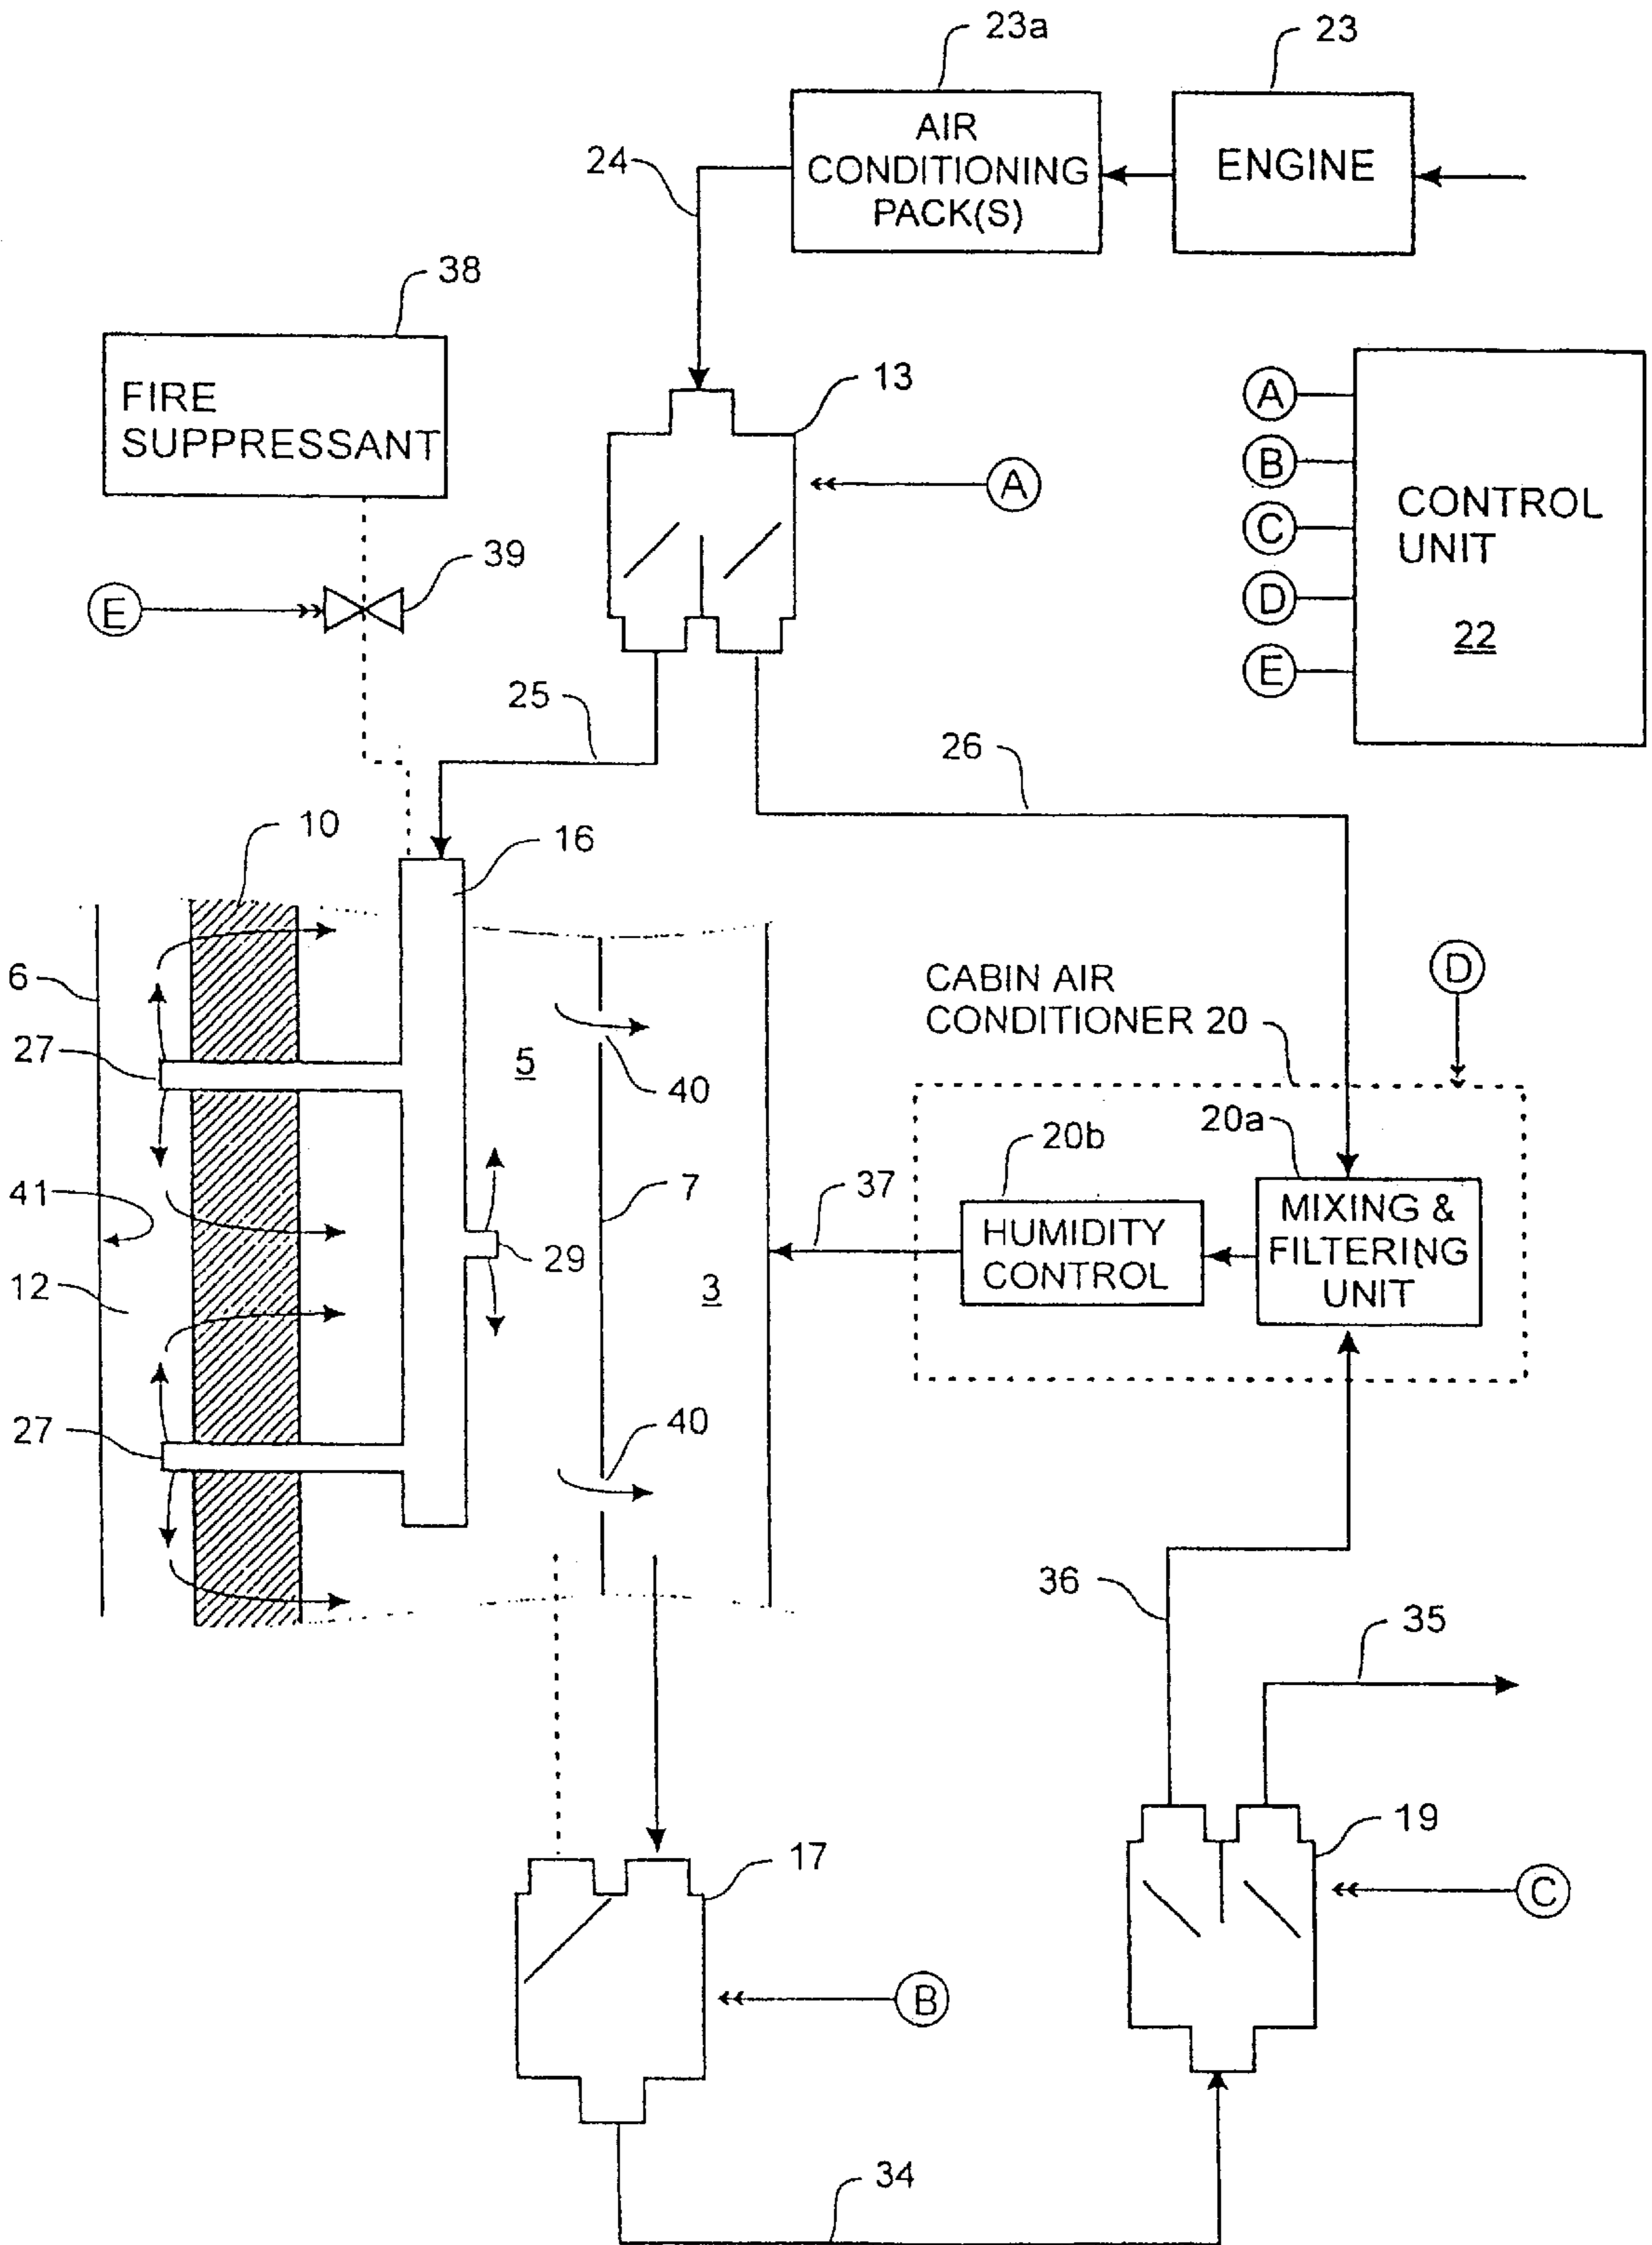 23a
23
AIR
CONDITIONING
PACK(S)
ENGINE
24
38
FIRE
SUPPRESSANT
13
A
A
B
C
D
E
CONTROL
UNIT
22
39
E
25
26
10
16
6
CABIN AIR
CONDITIONER 20
D
27
5
40
20a
20b
41
7
37
MIXING &
FILTERING
UNIT
HUMIDITY
CONTROL
29
12
3
27
40
36
35
19
17
C
B
34